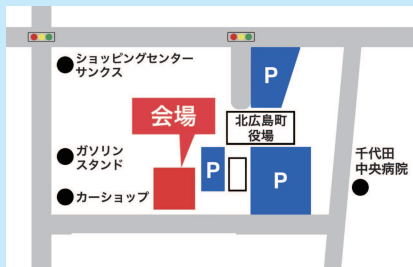 ショッピングセンター
サンクス
P
会場
北広島町
役場
ガソリン
スタンド
P
P
千代田
中央病院
カーショップ